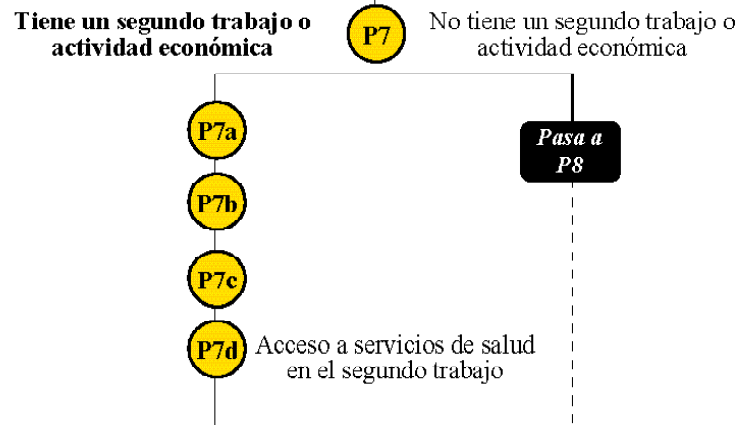 Tiene un segundo trabajo o
actividad económica
P7
No tiene un segundo trabajo o
actividad económica
P7a
Pasa a
P8
P7b
P7c
P7d
Acceso a servicios de salud
en el segundo trabajo